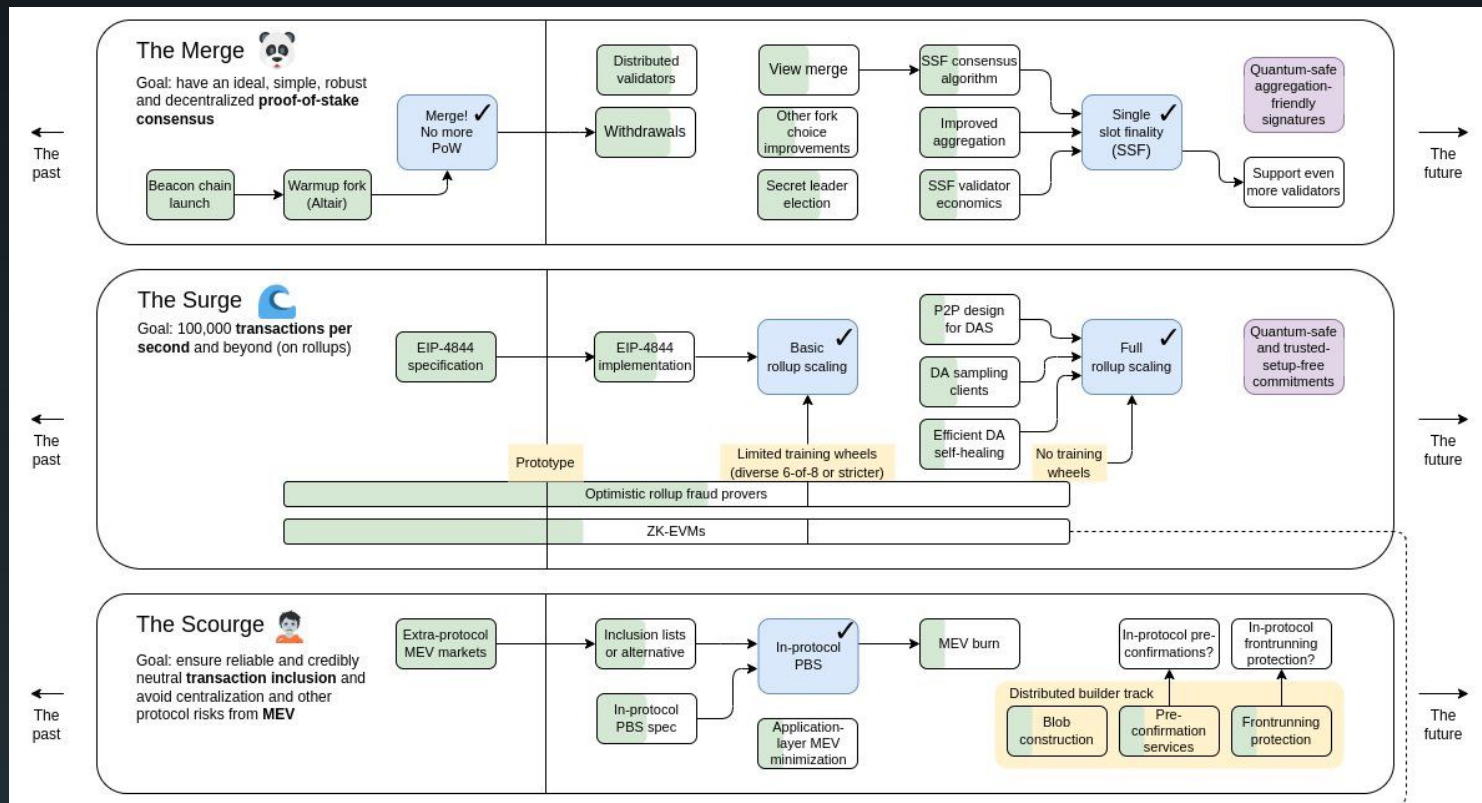 The Merge
Goal: have an ideal, simple, robust
and decentralized proof-of-stake
consensus
The
past
Beacon chain
launch
Warmup fork
(Altair)
Merge!
No more
PoW
Distributed
validators
Withdrawals
View merge
Other fork
choice
improvements
Secret leader
election
SSF consensus
algorithm
Improved
aggregation
SSF validator
economics
Single
slot finality
(SSF)
Quantum-safe
aggregation-
friendly
signatures
Support even
more validators
The
future
The Surge
Goal: 100,000 transactions per
second and beyond (on rollups)
The
past
EIP-4844
specification
EIP-4844
implementation
Basic
rollup scaling
P2P design
for DAS
DA sampling
clients
Efficient DA
self-healing
Full
rollup scaling
Quantum-safe
and trusted-
setup-free
commitments
The
future
Prototype
Limited training wheels
(diverse 6-of-8 or stricter)
No training
wheels
Optimistic rollup fraud provers
ZK-EVMs
The Scourge
Goal: ensure reliable and credibly
neutral transaction inclusion and
avoid centralization and other
protocol risks from MEV
The
past
Extra-protocol
MEV markets
Inclusion lists
or alternative
In-protocol
PBS spec
In-protocol
PBS
Application-
layer MEV
minimization
MEV burn
In-protocol pre-
confirmations?
In-protocol
frontrunning
protection?
Distributed builder track
Blob
construction
Pre-
confirmation
services
Frontrunning
protection
The
future